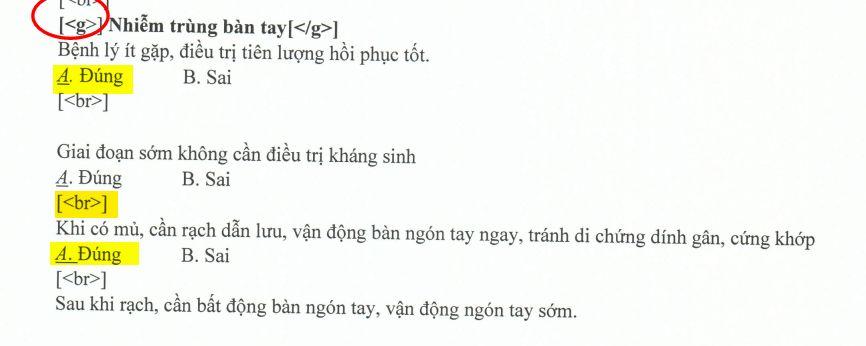 [<br>]
[<g>] Nhiễm trùng bàn tay[</g>]
Bệnh lý ít gặp, điều trị tiên lượng hồi phục tốt.
A. Đúng B. Sai
[<br>]
Giai đoạn sớm không cần điều trị kháng sinh
A. Đúng B. Sai
[<br>]
Khi có mủ, cần rạch dẫn lưu, vận động bàn ngón tay ngay, tránh di chứng dính gân, cứng khớp
A. Đúng B. Sai
[<br>]
Sau khi rạch, cần bất động bàn ngón tay, vận động ngón tay sớm.